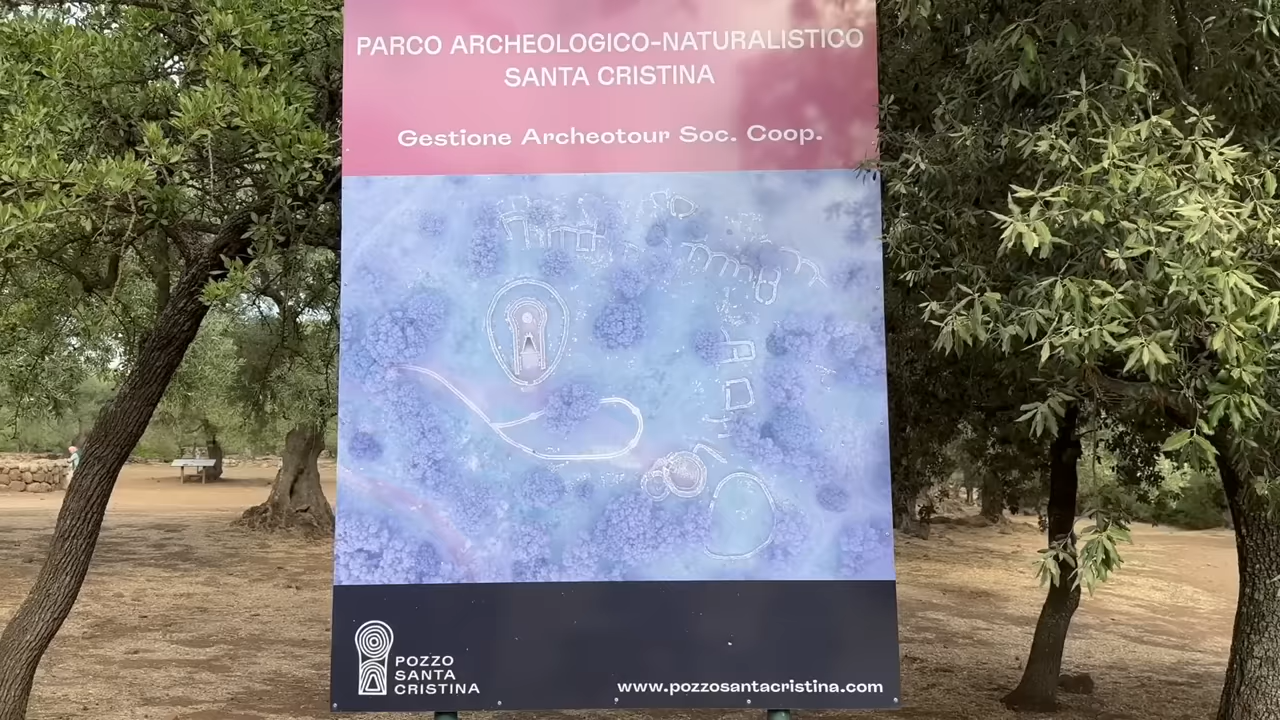 PARCO ARCHEOLOGICO-NATURALISTICO
SANTA CRISTINA
Gestione Archeotour Soc. Coop.
POZZO
SANTA
CRISTINA
www.pozzosantacristina.com